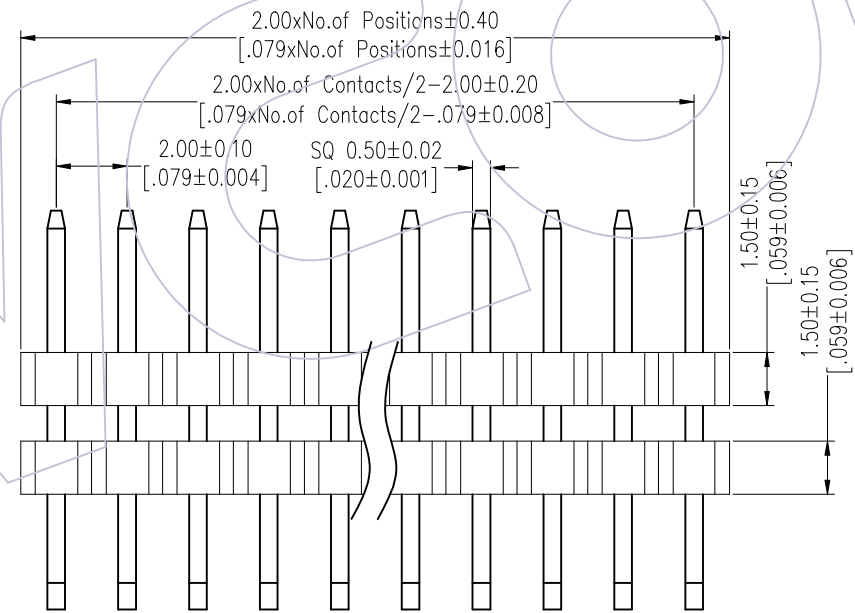 2.00xNo.of Positions±0.40
[.079xNo.of Positions±0.016]
2.00xNo.of Contacts/2-2.00±0.20
[.079xNo.of Contacts/2-.079±0.008]
2.00±0.10
[.079±0.004]
SQ 0.50±0.02
[.020±0.001]
1.50±0.15
[.059±0.006]
1.50±0.15
[.059±0.006]